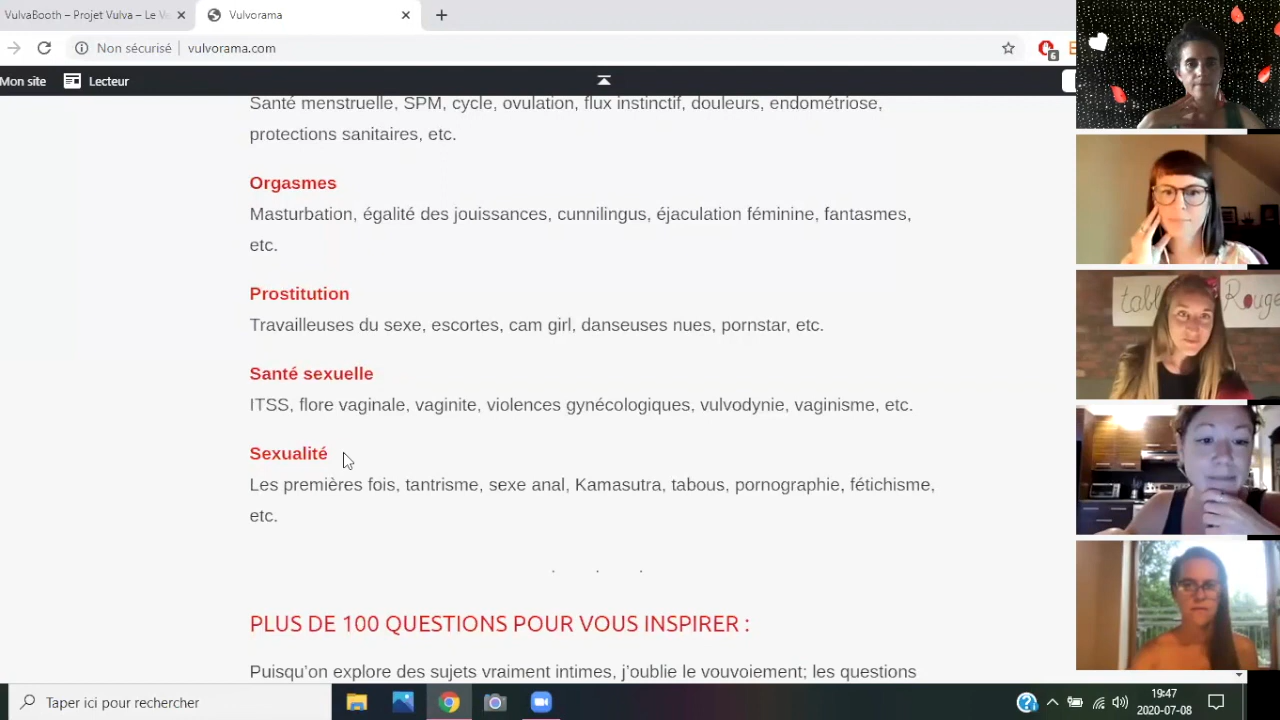 VulvaBooth – Projet Vulva – Le V
Vulvorama
Non sécurisé
vulvorama.com
6
Mon site
Lecteur
Santé menstruelle, SPM, cycle, ovulation, flux instinctif, douleurs, endométriose,
protections sanitaires, etc.
Orgasmes
Masturbation, égalité des jouissances, cunnilingus, éjaculation féminine, fantasmes,
etc.
Prostitution
Travailleuses du sexe, escortes, cam girl, danseuses nues, pornstar, etc.
Santé sexuelle
ITSS, flore vaginale, vaginite, violences gynécologiques, vulvodynie, vaginisme, etc.
Sexualité
Les premières fois, tantrisme, sexe anal, Kamasutra, tabous, pornographie, fétichisme,
etc.
. . .
PLUS DE 100 QUESTIONS POUR VOUS INSPIRER :
Puisqu'on explore des sujets vraiment intimes, j'oublie le vouvoiement; les questions
Rouge
Taper ici pour rechercher
19:47
2020-07-08